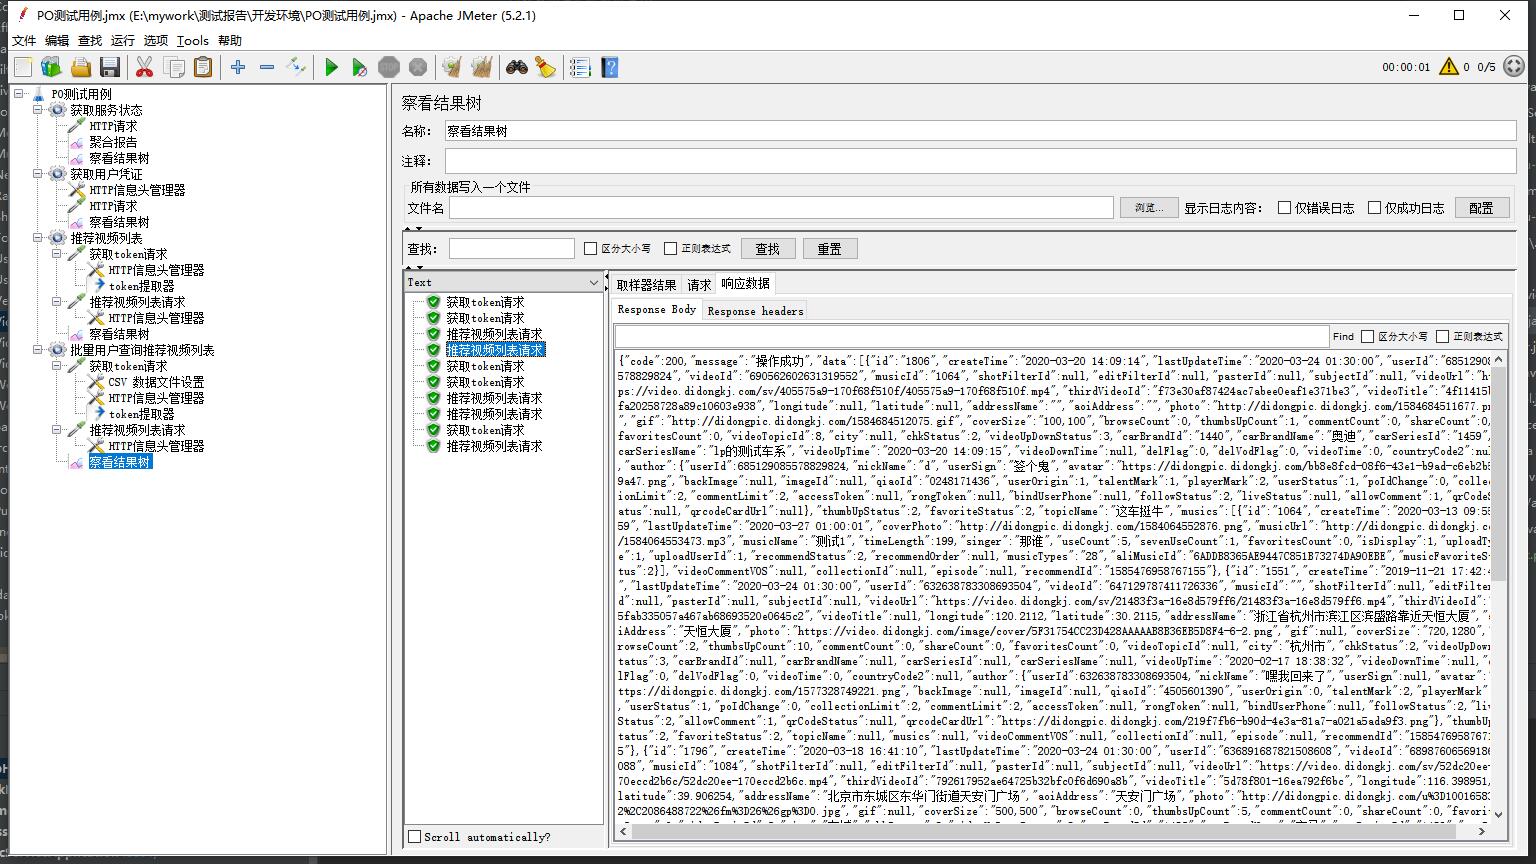 PO测试用例.jmx (E:\mywork\测试报告\开发环境\PO测试用例.jmx) - Apache JMeter (5.2.1)
文件 编辑 查找 运行 选项 Tools 帮助
00:00:01 0 0/5
PO测试用例
获取服务状态
HTTP请求
聚合报告
察看结果树
获取用户凭证
HTTP信息头管理器
HTTP请求
察看结果树
推荐视频列表
获取token请求
HTTP信息头管理器
token提取器
推荐视频列表请求
HTTP信息头管理器
察看结果树
批量用户查询推荐视频列表
获取token请求
CSV 数据文件设置
HTTP信息头管理器
token提取器
推荐视频列表请求
HTTP信息头管理器
察看结果树
察看结果树
名称: 察看结果树
注释:
所有数据写入一个文件
文件名 浏览... 显示日志内容: 仅错误日志 仅成功日志 配置
查找: 区分大小写 正则表达式 查找 重置
Text
获取token请求
获取token请求
推荐视频列表请求
推荐视频列表请求
获取token请求
获取token请求
推荐视频列表请求
推荐视频列表请求
获取token请求
推荐视频列表请求
Scroll automatically?
取样器结果 请求 响应数据
Response Body Response headers
Find 区分大小写 正则表达式
{"code":200,"message":"操作成功","data":[{"id":"1806","createTime":"2020-03-20 14:09:14","lastUpdateTime":"2020-03-24 01:30:00","userId":"68512908
578829824","videoId":"690562602631319552","musicId":"1064","shotFilterId":null,"editFilterId":null,"pasterId":null,"subjectId":null,"videoUrl":"ht
ps://video.didongkj.com/sv/405575a9-170f68f510f/405575a9-170f68f510f.mp4","thirdVideoId":"f73e30af87424ac7abee0eaf1e371be3","videoTitle":"4f11415b
fa20258728a89c10603e938","longitude":null,"latitude":null,"addressName":"","aoiAddress":"","photo":"http://didongpic.didongkj.com/1584684511677.pn
","gif":"http://didongpic.didongkj.com/1584684512075.gif","coverSize":"100,100","browseCount":0,"thumbsUpCount":1,"commentCount":0,"shareCount":0,
favoritesCount":0,"videoTopicId":8,"city":null,"chkStatus":2,"videoUpDownStatus":3,"carBrandId":"1440","carBrandName":"奥迪","carSeriesId":"1459",
carSeriesName":"lp的测试车系","videoUpTime":"2020-03-20 14:09:15","videoDownTime":null,"delFlag":0,"delVodFlag":0,"videoTime":0,"countryCode2":null
,"author":{"userId":685129085578829824,"nickName":"d","userSign":"签个鬼","avatar":"https://didongpic.didongkj.com/bb8e8fcd-08f6-43e1-b9ad-c6eb2b5
9a47.png","backImage":null,"imageId":null,"qiaoId":"0248171436","userOrigin":1,"talentMark":1,"playerMark":2,"userStatus":1,"poIdChange":0,"collec
ionLimit":2,"commentLimit":2,"accessToken":null,"rongToken":null,"bindUserPhone":null,"followStatus":2,"liveStatus":null,"allowComment":1,"qrCodeS
atus":null,"qrcodeCardUrl":null},"thumbUpStatus":2,"favoriteStatus":2,"topicName":"这车挺牛","musics":[{"id":"1064","createTime":"2020-03-13 09:55
59","lastUpdateTime":"2020-03-27 01:00:01","coverPhoto":"http://didongpic.didongkj.com/1584064552876.png","musicUrl":"http://didongpic.didongkj.co
/1584064553473.mp3","musicName":"测试1","timeLength":199,"singer":"那谁","useCount":5,"sevenUseCount":1,"favoritesCount":0,"isDisplay":1,"uploadTy
e":1,"uploadUserId":1,"recommendStatus":2,"recommendOrder":null,"musicTypes":"28","aliMusicId":"6ADDB8365AE9447C851B73274DA90EBE","musicFavoriteSt
tus":2}],"videoCommentVOS":null,"collectionId":null,"episode":null,"recommendId":"1585476958767155"},{"id":"1551","createTime":"2019-11-21 17:42:4
","lastUpdateTime":"2020-03-24 01:30:00","userId":"632638783308693504","videoId":"647129787411726336","musicId":"","shotFilterId":null,"editFilter
d":null,"pasterId":null,"subjectId":null,"videoUrl":"https://video.didongkj.com/sv/21483f3a-16e8d579ff6/21483f3a-16e8d579ff6.mp4","thirdVideoId":"
5fab335057a467ab68693520e0645c2","videoTitle":null,"longitude":120.2112,"latitude":30.2115,"addressName":"浙江省杭州市滨江区滨盛路靠近天恒大厦","
iAddress":"天恒大厦","photo":"https://video.didongkj.com/image/cover/5F31754CC23D428AAAAAB8B36EB5D8F4-6-2.png","gif":null,"coverSize":"720,1280","
rowseCount":2,"thumbsUpCount":10,"commentCount":0,"shareCount":0,"favoritesCount":0,"videoTopicId":null,"city":"杭州市","chkStatus":2,"videoUpDown
tatus":3,"carBrandId":null,"carBrandName":null,"carSeriesId":null,"carSeriesName":null,"videoUpTime":"2020-02-17 18:38:32","videoDownTime":null,"d
lFlag":0,"delVodFlag":0,"videoTime":0,"countryCode2":null,"author":{"userId":632638783308693504,"nickName":"嘿我回来了","userSign":null,"avatar":"
ttps://didongpic.didongkj.com/1577328749221.png","backImage":null,"imageId":null,"qiaoId":"4505601390","userOrigin":0,"talentMark":2,"playerMark"
,"userStatus":1,"poIdChange":0,"collectionLimit":2,"commentLimit":2,"accessToken":null,"rongToken":null,"bindUserPhone":null,"followStatus":2,"liv
Status":2,"allowComment":1,"qrCodeStatus":null,"qrcodeCardUrl":"https://didongpic.didongkj.com/219f7fb6-b90d-4e3a-81a7-a021a5ada9f3.png"},"thumbUp
tatus":2,"favoriteStatus":2,"topicName":null,"musics":null,"videoCommentVOS":null,"collectionId":null,"episode":null,"recommendId":"15854769587671
5"},{"id":"1796","createTime":"2020-03-18 16:41:10","lastUpdateTime":"2020-03-24 01:30:00","userId":"636891687821508608","videoId":"68987606569186
088","musicId":"1084","shotFilterId":null,"editFilterId":null,"pasterId":null,"subjectId":null,"videoUrl":"https://video.didongkj.com/sv/52dc20ee-
70eccd2b6c/52dc20ee-170eccd2b6c.mp4","thirdVideoId":"792617952ae64725b32bfc0f6d690a8b","videoTitle":"5d78f801-16ea792f6bc","longitude":116.398951,
latitude":39.906254,"addressName":"北京市东城区东华门街道天安门广场","aoiAddress":"天安门广场","photo":"http://didongpic.didongkj.com/u%3D10016583
2%2C2086488722%26fm%3D26%26gp%3D0.jpg","gif":null,"coverSize":"500,500","browseCount":0,"thumbsUpCount":5,"commentCount":0,"shareCount":0,"favorit